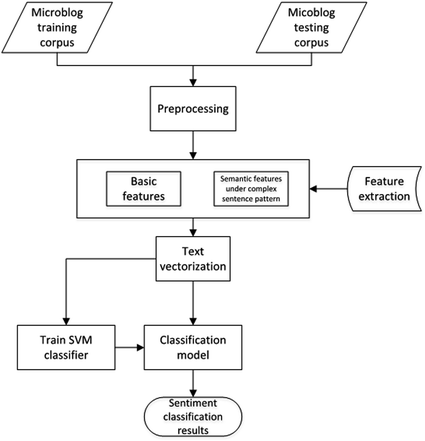 Microblog
training
corpus
Micoblog
testing
corpus
Preprocessing
Basic
features
Semantic features
under complex
sentence pattern
Feature
extraction
Text
vectorization
Train SVM
classifier
Classification
model
Sentiment
classification
results